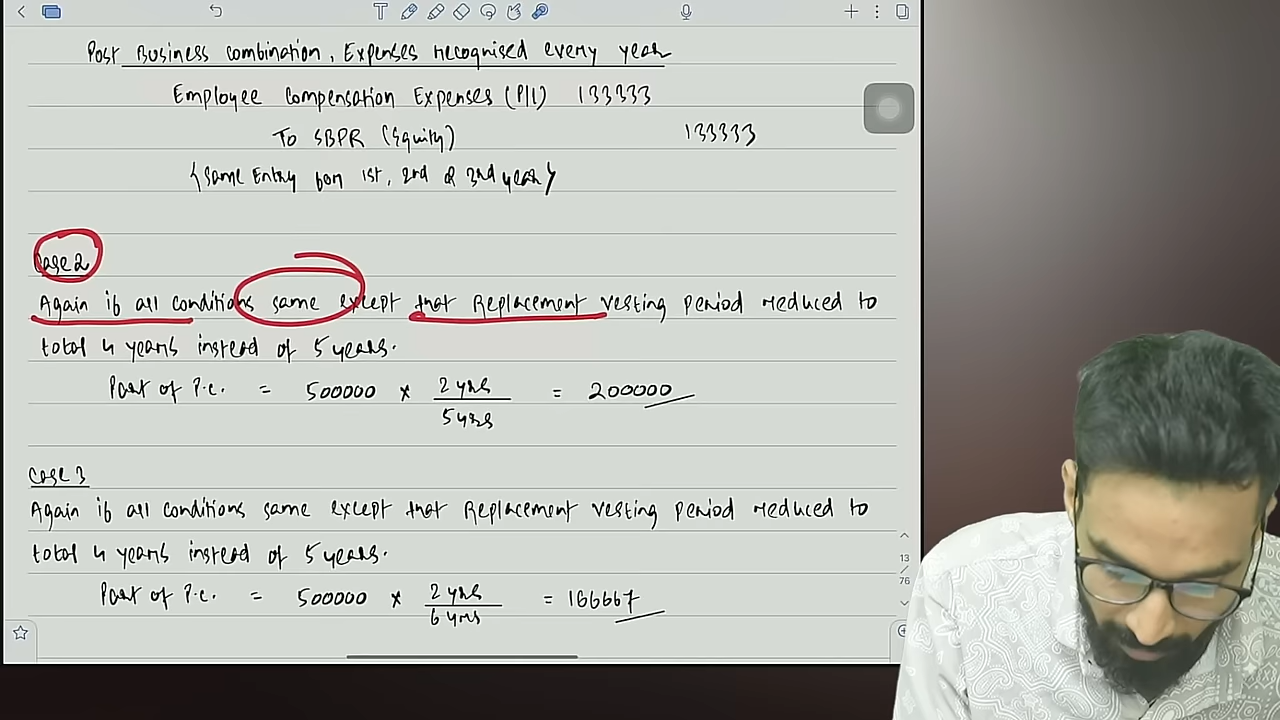 Post Business combination, Expenses recognised every year
Employee Compensation Expenses (P/L) 133333
To SBPR (Equity) 133333
{Same Entry for 1st, 2nd & 3rd year}
Case 2
Again if all conditions same except that Replacement vesting period reduced to
total 4 years instead of 5 years.
Part of P.C. = 500000 × 2 yrs / 5 yrs = 200000
Case 3
Again if all conditions same except that Replacement vesting period reduced to
total 4 years instead of 5 years.
Part of P.C. = 500000 × 2 yrs / 6 yrs = 166667
13
76